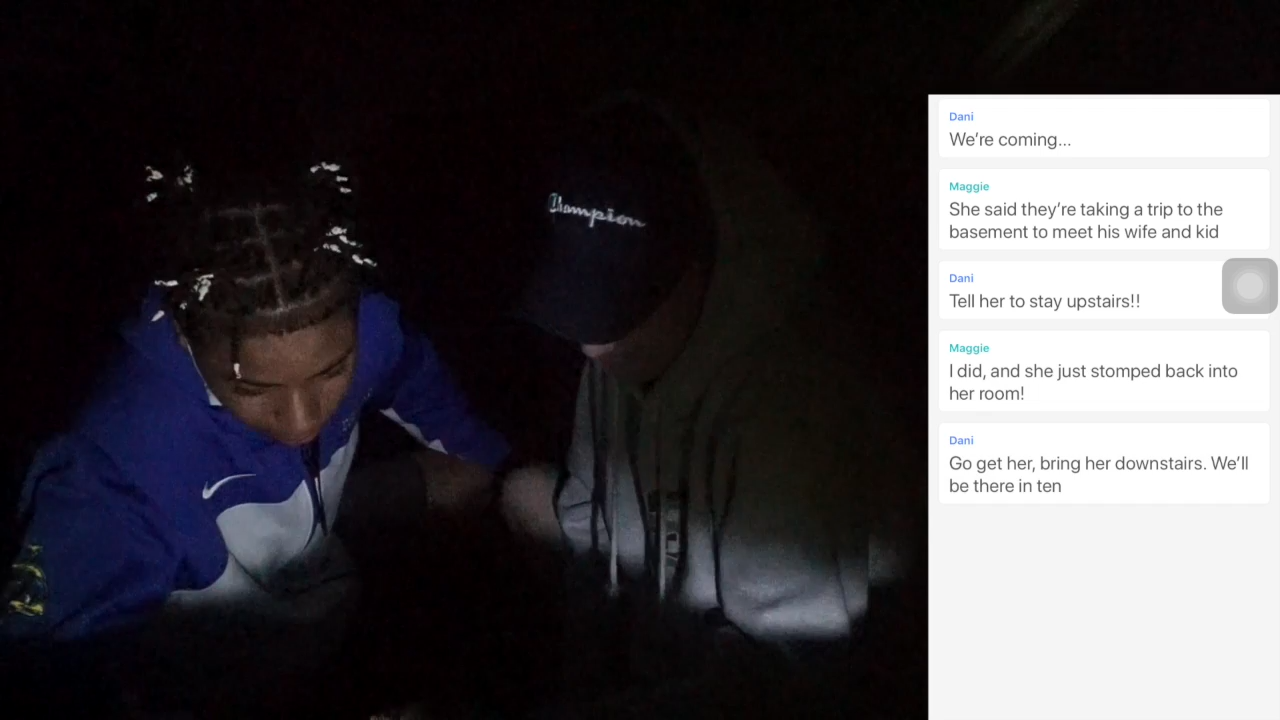 Champion
Dani
We're coming...
Maggie
She said they're taking a trip to the
basement to meet his wife and kid
Dani
Tell her to stay upstairs!!
Maggie
I did, and she just stomped back into
her room!
Dani
Go get her, bring her downstairs. We'll
be there in ten